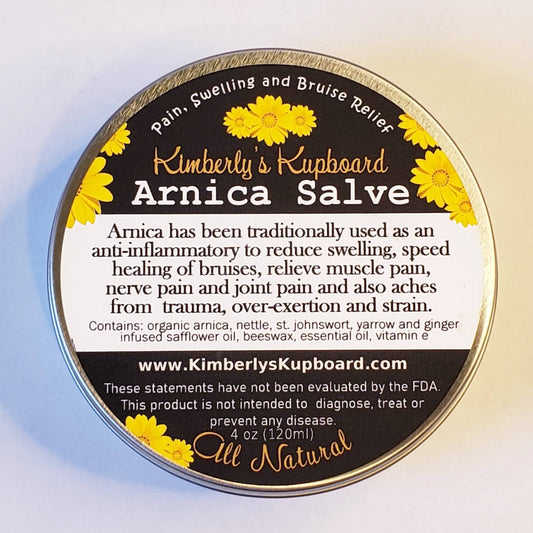 Pain, Swelling and Bruise Relief
Kimberly's Kupboard
Arnica Salve
Arnica has been traditionally used as an
anti-inflammatory to reduce swelling, speed
healing of bruises, relieve muscle pain,
nerve pain and joint pain and also aches
from trauma, over-exertion and strain.
Contains: organic arnica, nettle, st. johnswort, yarrow and ginger
infused safflower oil, beeswax, essential oil, vitamin e
www.KimberlysKupboard.com
These statements have not been evaluated by the FDA.
This product is not intended to diagnose, treat or
prevent any disease.
4 oz (120ml)
All Natural